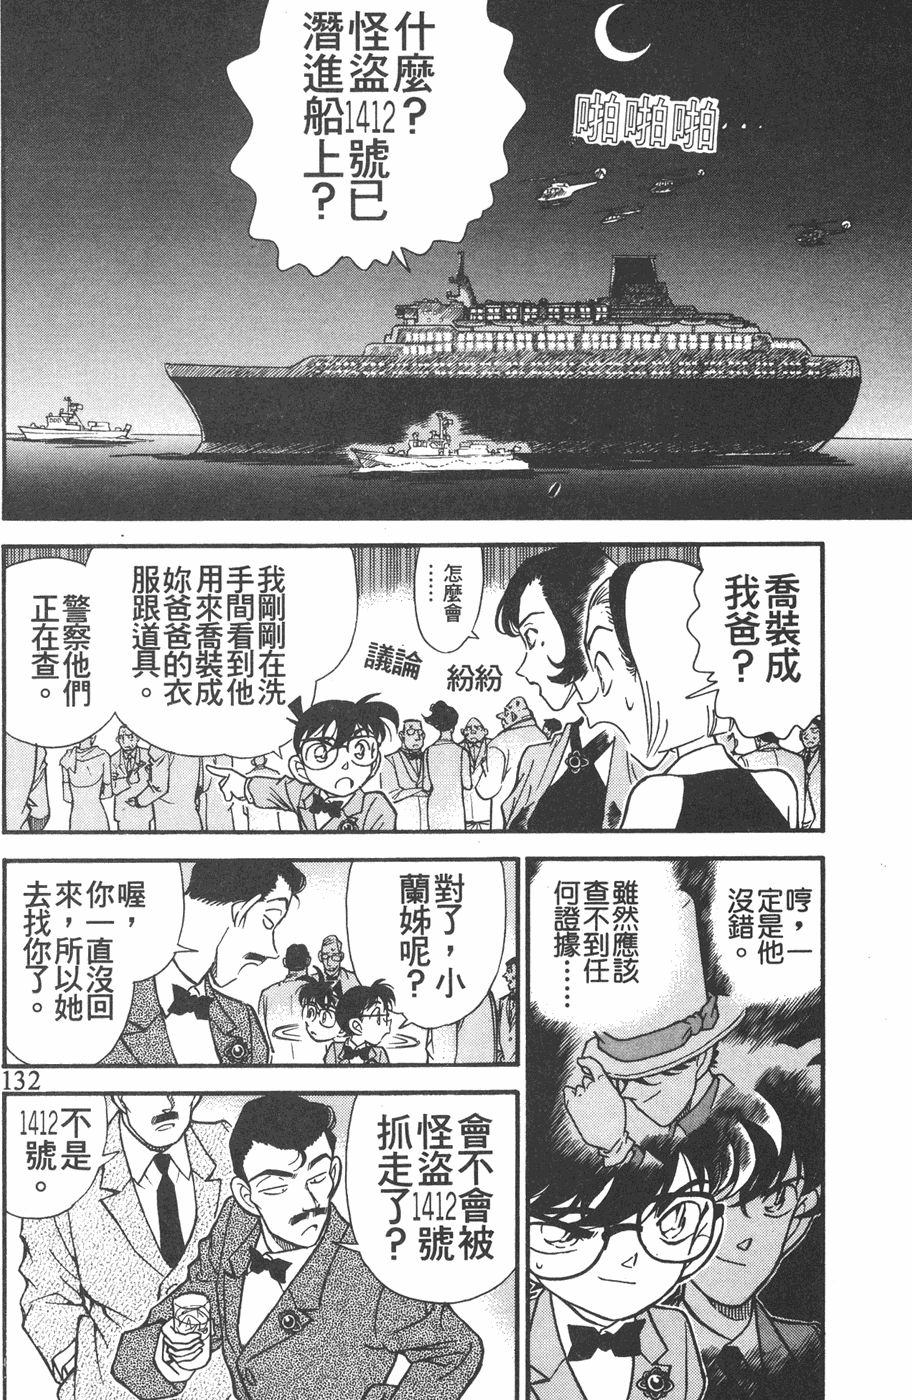 什麼？
怪盜1412號已
潛進船上？
啪啪啪‥‥
喬裝成
我爸？
怎麼會
⋯⋯
議論
紛紛
我剛剛在洗
手間看到他
用來喬裝成
妳爸爸的衣
服跟道具。
警察他們
正在查。
哼，一
定是他
沒錯。
雖然應該
查不到任
何證據⋯⋯
對了，小
蘭姊呢？
喔，
你一直沒回
來，所以她
去找你了。
132
會不會被
怪盜1412號
抓走了？
不是
1412
號。